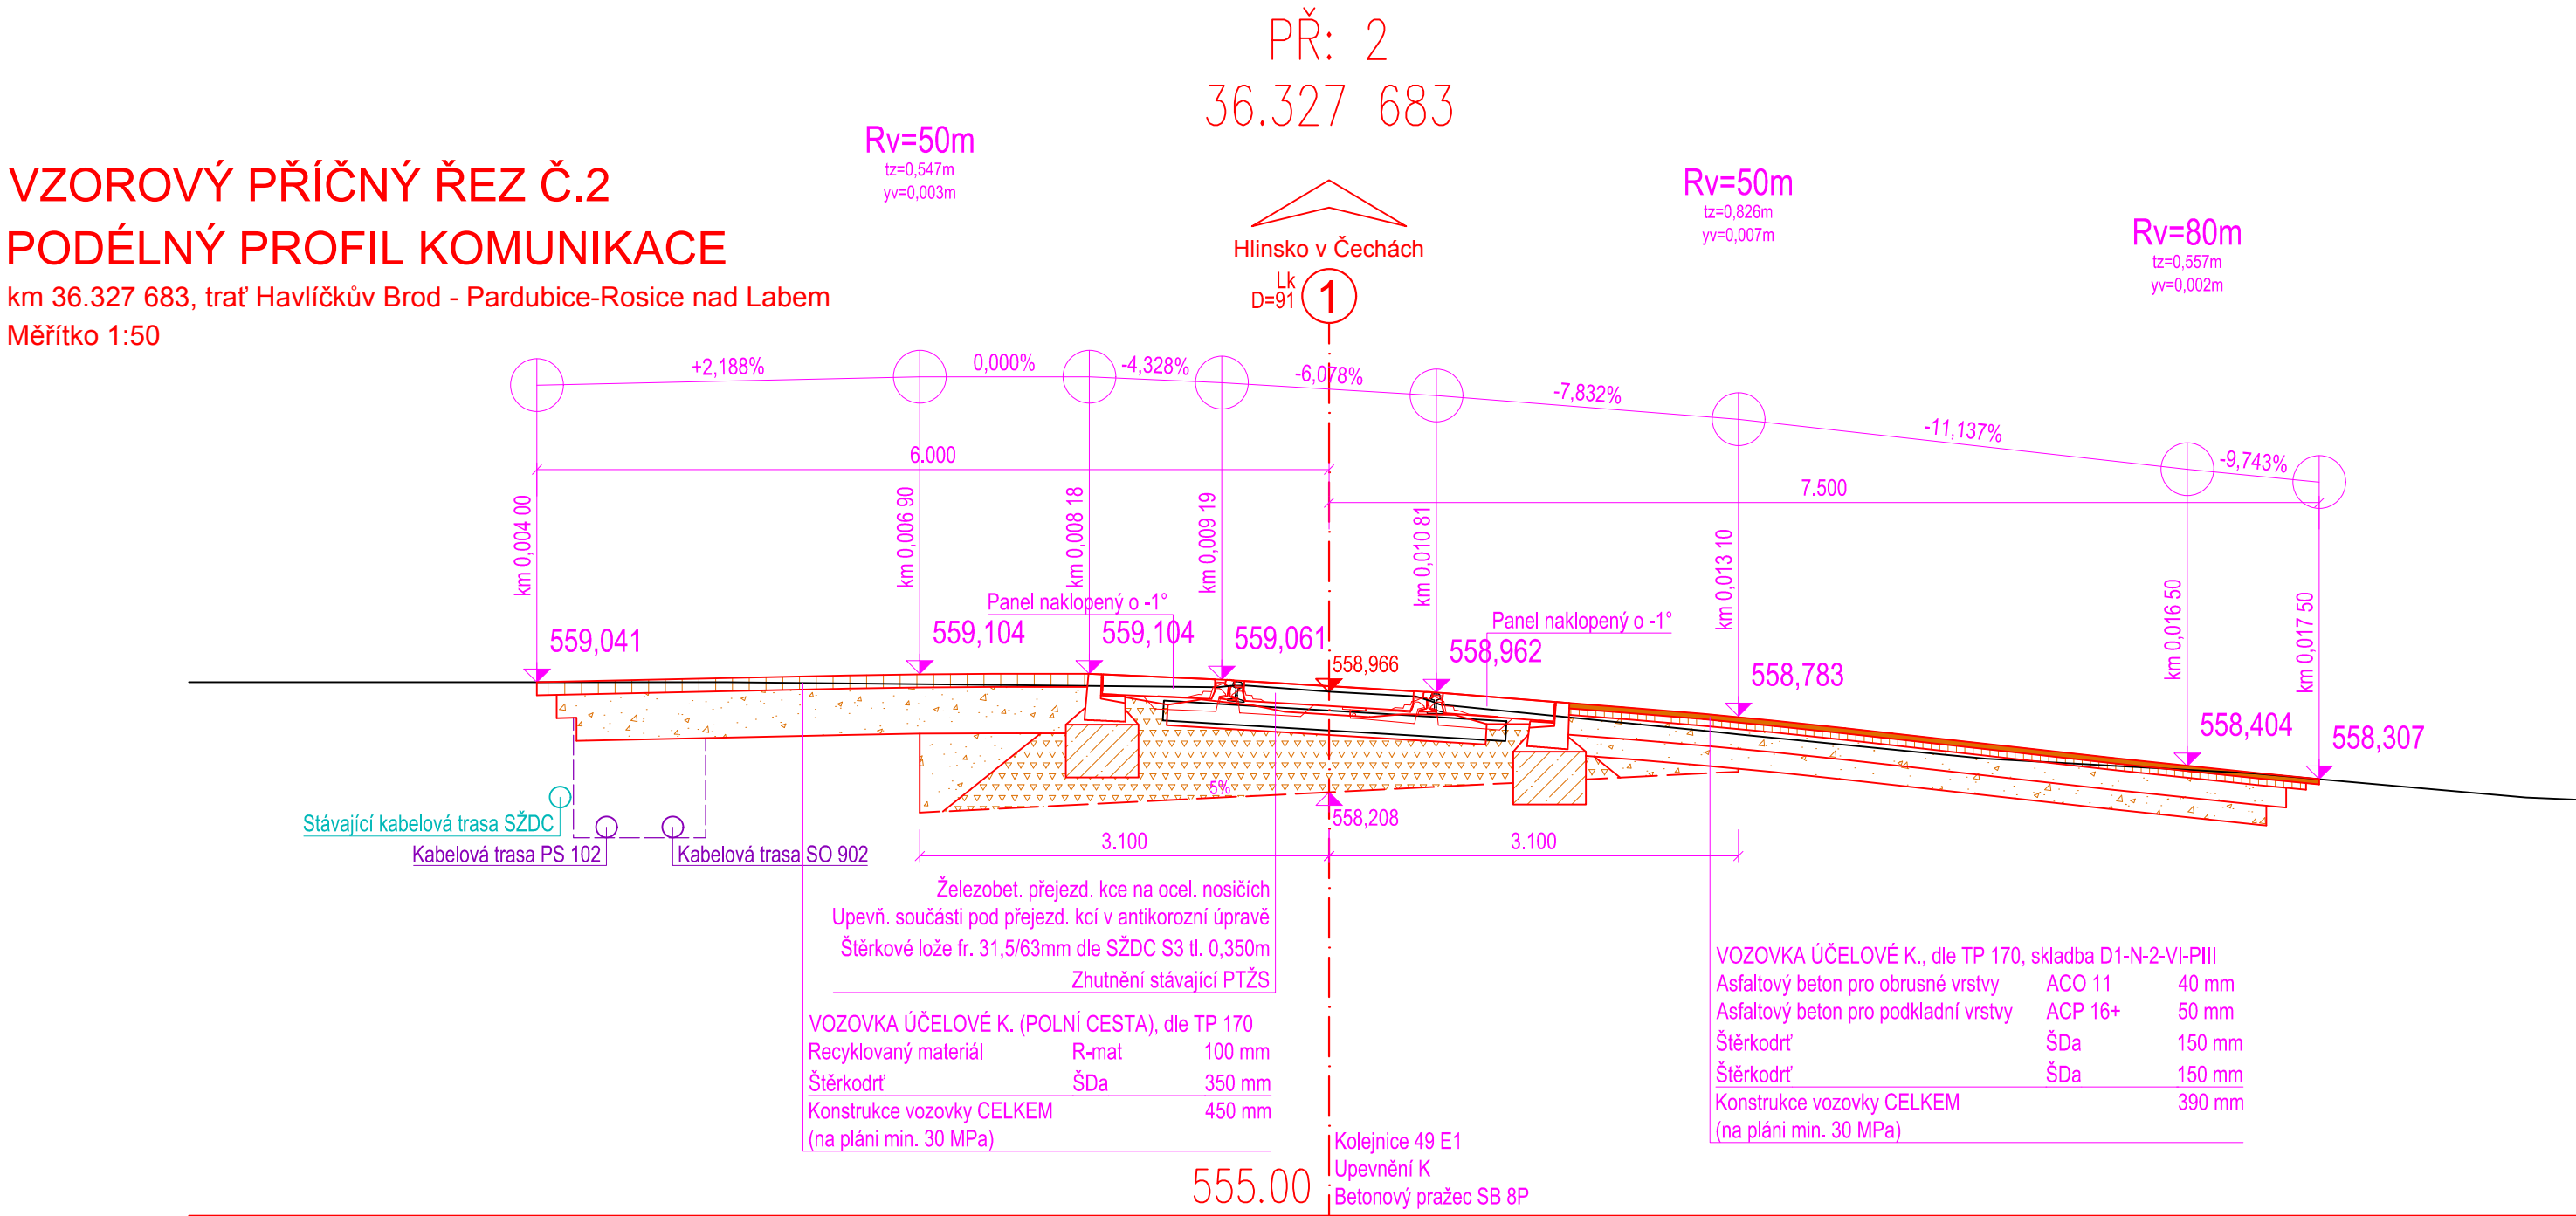 PŘ: 2
36.327 683
VZOROVÝ PŘÍČNÝ ŘEZ Č.2
PODÉLNÝ PROFIL KOMUNIKACE
km 36.327 683, trať Havlíčkův Brod - Pardubice-Rosice nad Labem
Měřítko 1:50
Rv=50m
tz=0,547m
yv=0,003m
Hlinsko v Čechách
Lk
D=91
1
Rv=50m
tz=0,826m
yv=0,007m
Rv=80m
tz=0,557m
yv=0,002m
+2,188%
0,000%
-4,328%
-6,078%
-7,832%
-11,137%
-9,743%
6.000
7.500
km 0,004 00
km 0,006 90
km 0,008 18
km 0,009 19
km 0,010 81
km 0,013 10
km 0,016 50
km 0,017 50
Panel naklopený o -1°
Panel naklopený o -1°
559,041
559,104
559,104
559,061
558,966
558,962
558,783
558,404
558,307
5%
558,208
Stávající kabelová trasa SŽDC
Kabelová trasa PS 102
Kabelová trasa SO 902
3.100
3.100
Železobet. přejezd. kce na ocel. nosičích
Upevň. součásti pod přejezd. kcí v antikorozní úpravě
Štěrkové lože fr. 31,5/63mm dle SŽDC S3 tl. 0,350m
Zhutnění stávající PTŽS
VOZOVKA ÚČELOVÉ K. (POLNÍ CESTA), dle TP 170
Recyklovaný materiál R-mat 100 mm
Štěrkodrť ŠDa 350 mm
Konstrukce vozovky CELKEM 450 mm
(na pláni min. 30 MPa)
VOZOVKA ÚČELOVÉ K., dle TP 170, skladba D1-N-2-VI-PIII
Asfaltový beton pro obrusné vrstvy ACO 11 40 mm
Asfaltový beton pro podkladní vrstvy ACP 16+ 50 mm
Štěrkodrť ŠDa 150 mm
Štěrkodrť ŠDa 150 mm
Konstrukce vozovky CELKEM 390 mm
(na pláni min. 30 MPa)
Kolejnice 49 E1
Upevnění K
Betonový pražec SB 8P
555.00